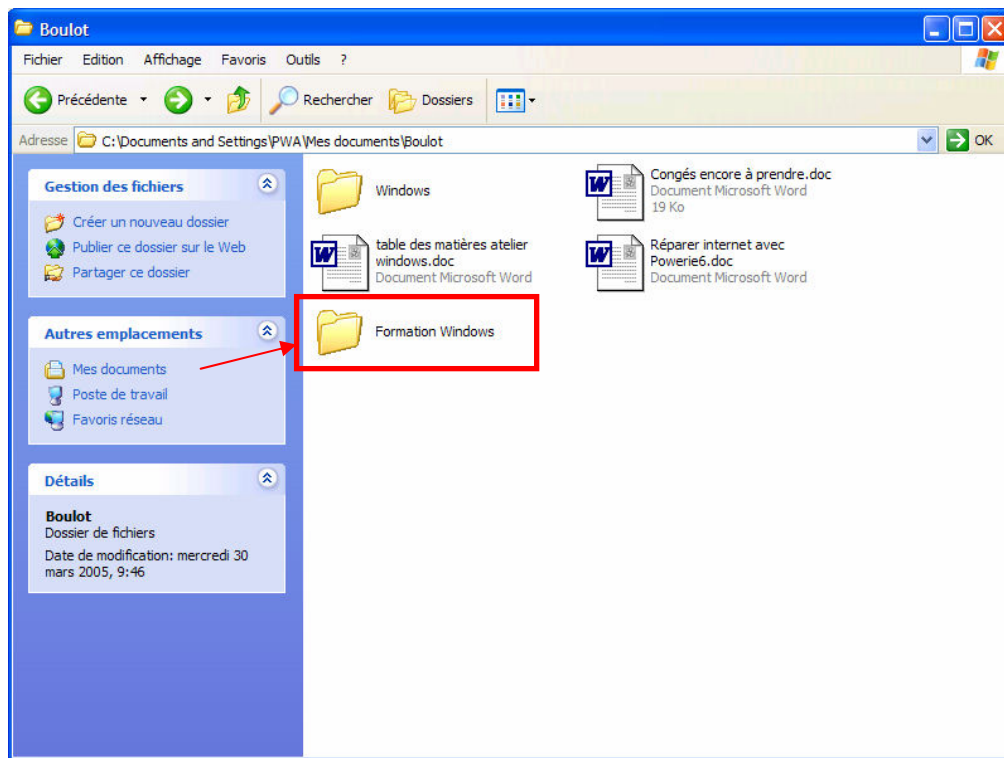 Boulot
Fichier Edition Affichage Favoris Outils ?
Précédente Rechercher Dossiers
Adresse C:\Documents and Settings\PWA\Mes documents\Boulot OK
Gestion des fichiers
Créer un nouveau dossier
Publier ce dossier sur le Web
Partager ce dossier
Autres emplacements
Mes documents
Poste de travail
Favoris réseau
Détails
Boulot
Dossier de fichiers
Date de modification: mercredi 30
mars 2005, 9:46
Windows
Congés encore à prendre.doc
Document Microsoft Word
19 Ko
table des matières atelier
windows.doc
Document Microsoft Word
Réparer internet avec
Powerie6.doc
Document Microsoft Word
Formation Windows